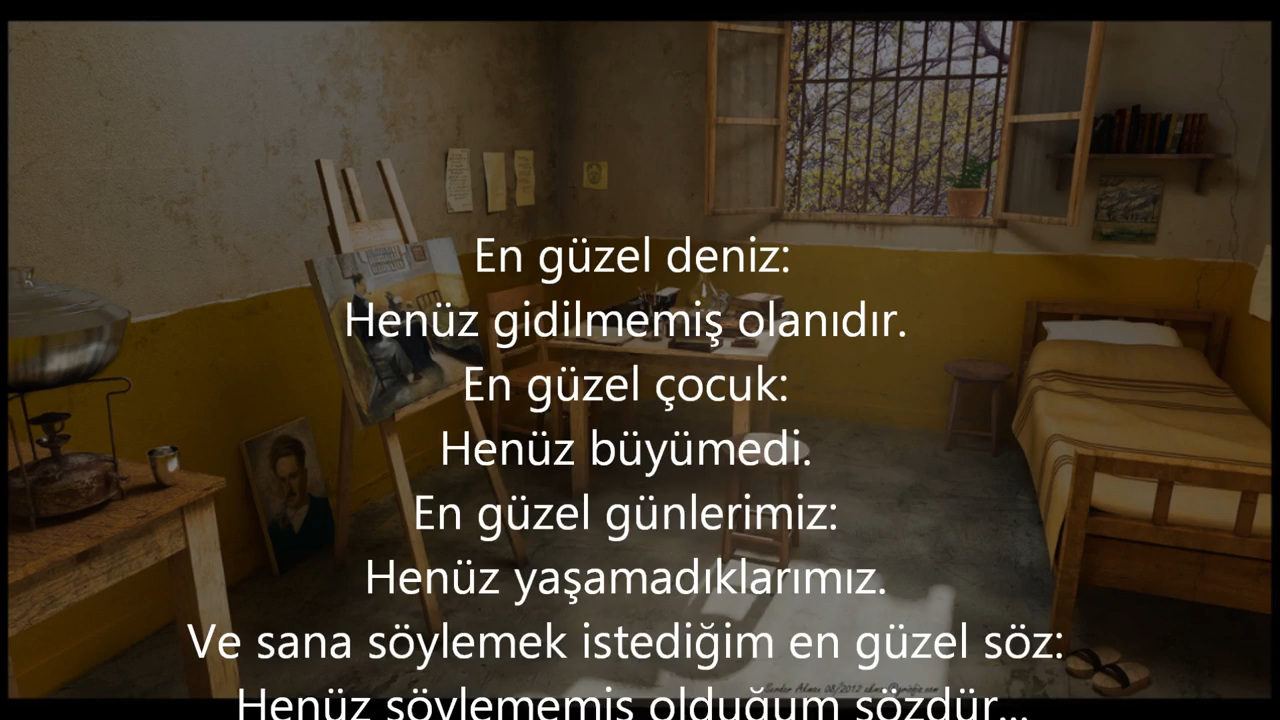 En güzel deniz:
Henüz gidilmemiş olanıdır.
En güzel çocuk:
Henüz büyümedi.
En güzel günlerimiz:
Henüz yaşamadıklarımız.
Ve sana söylemek istediğim en güzel söz:
Henüz söylememiş olduğum sözdür...